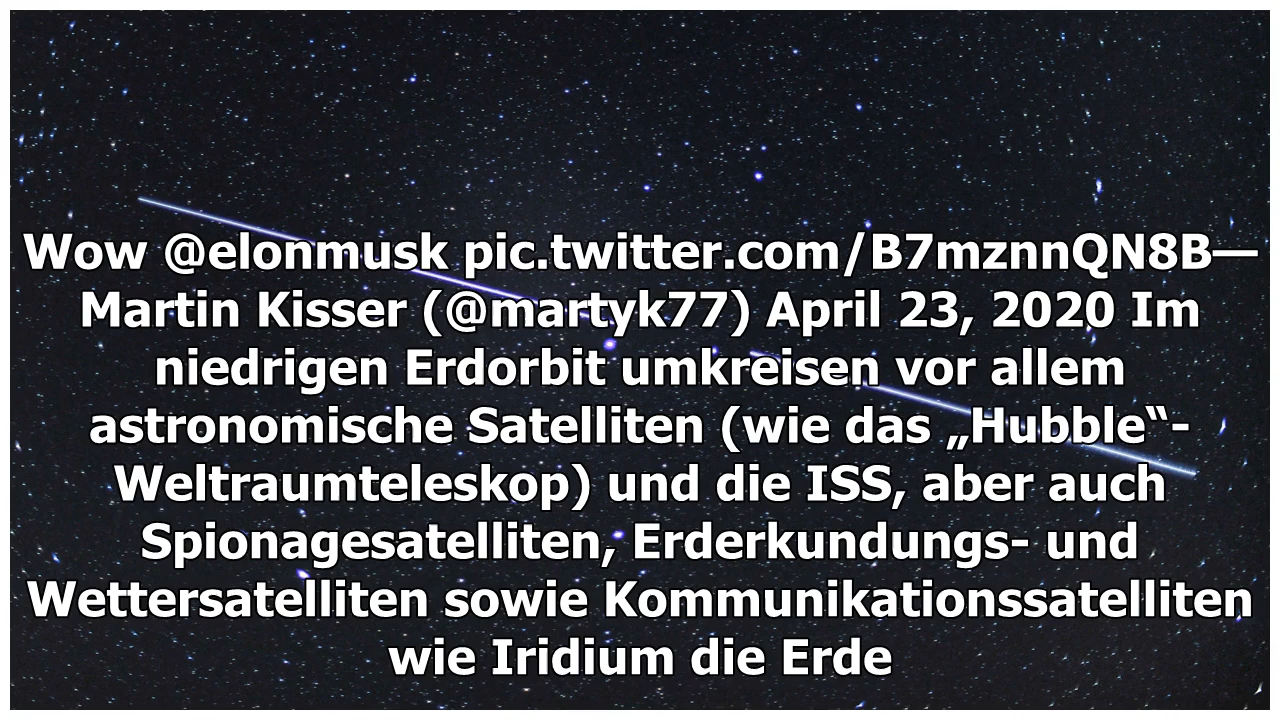 Wow @elonmusk pic.twitter.com/B7mznnQN8B—
Martin Kisser (@martyk77) April 23, 2020 Im
niedrigen Erdorbit umkreisen vor allem
astronomische Satelliten (wie das „Hubble“-
Weltraumteleskop) und die ISS, aber auch
Spionagesatelliten, Erderkundungs- und
Wettersatelliten sowie Kommunikationssatelliten
wie Iridium die Erde